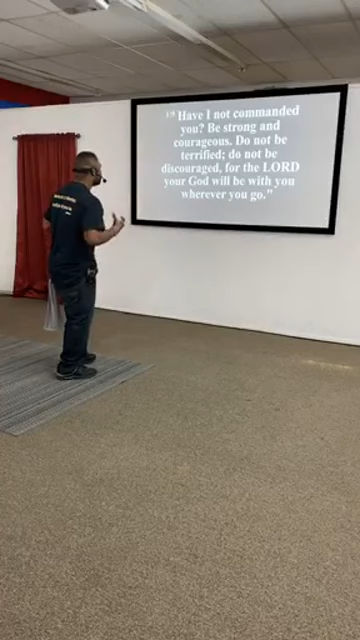 1:9 Have I not commanded
you? Be strong and
courageous. Do not be
terrified; do not be
discouraged, for the LORD
your God will be with you
wherever you go."